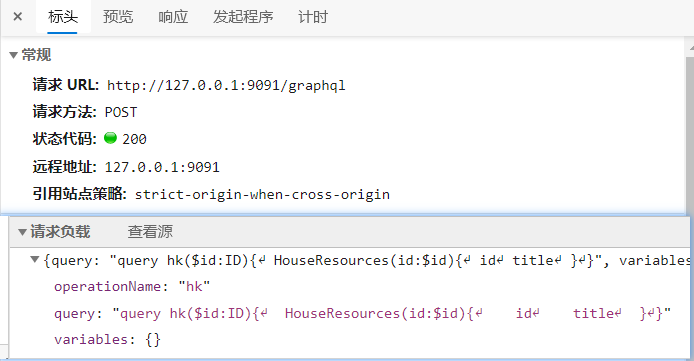 × 标头 预览 响应 发起程序 计时
▼常规
请求 URL: http://127.0.0.1:9091/graphql
请求方法: POST
状态代码: 200
远程地址: 127.0.0.1:9091
引用站点策略: strict-origin-when-cross-origin
▼请求负载 查看源
▼{query: "query hk($id:ID){↵ HouseResources(id:$id){↵ id↵ title↵ }↵}", variables
operationName: "hk"
query: "query hk($id:ID){↵  HouseResources(id:$id){↵    id↵    title↵  }↵}"
variables: {}